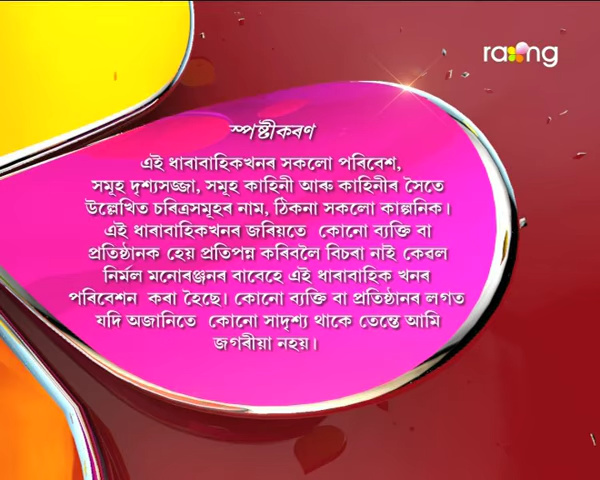 raong
স্পষ্টীকৰণ
এই ধাৰাবাহিকখনৰ সকলো পৰিবেশ,
সমূহ দৃশ্যসজ্জা, সমূহ কাহিনী আৰু কাহিনীৰ সৈতে
উল্লেখিত চৰিত্ৰসমূহৰ নাম, ঠিকনা সকলো কাল্পনিক।
এই ধাৰাবাহিকখনৰ জৰিয়তে কোনো ব্যক্তি বা
প্ৰতিষ্ঠানক হেয় প্ৰতিপন্ন কৰিবলৈ বিচৰা নাই কেৱল
নিৰ্মল মনোৰঞ্জনৰ বাবেহে এই ধাৰাবাহিক খনৰ
পৰিবেশন কৰা হৈছে। কোনো ব্যক্তি বা প্ৰতিষ্ঠানৰ লগত
যদি অজানিতে কোনো সাদৃশ্য থাকে তেন্তে আমি
জগৰীয়া নহয়।